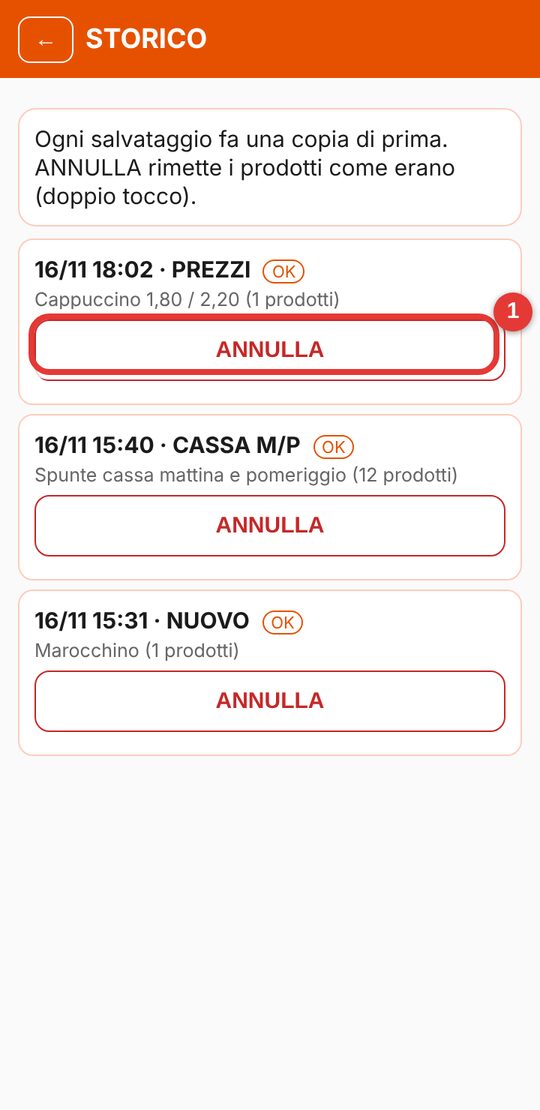 ← STORICO
Ogni salvataggio fa una copia di prima.
ANNULLA rimette i prodotti come erano
(doppio tocco).
16/11 18:02 · PREZZI OK
Cappuccino 1,80 / 2,20 (1 prodotti)
1
ANNULLA
16/11 15:40 · CASSA M/P OK
Spunte cassa mattina e pomeriggio (12 prodotti)
ANNULLA
16/11 15:31 · NUOVO OK
Marocchino (1 prodotti)
ANNULLA